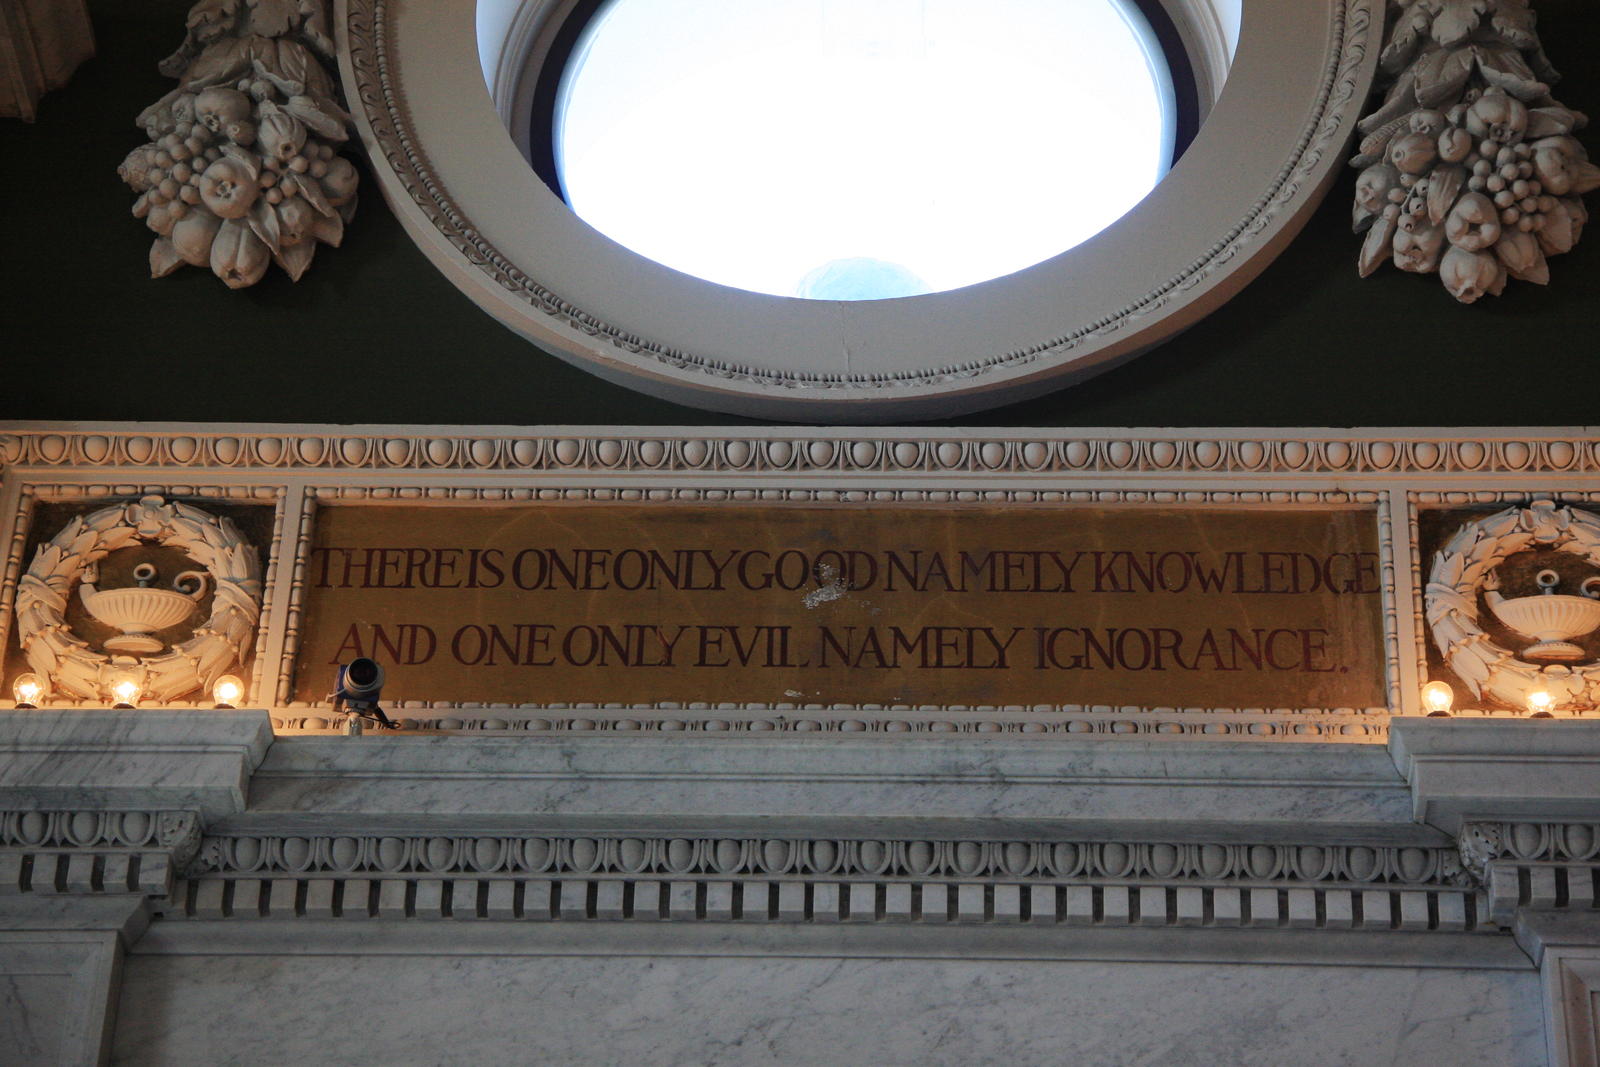 THERE IS ONE ONLY GOOD NAMELY KNOWLEDGE
AND ONE ONLY EVIL NAMELY IGNORANCE.